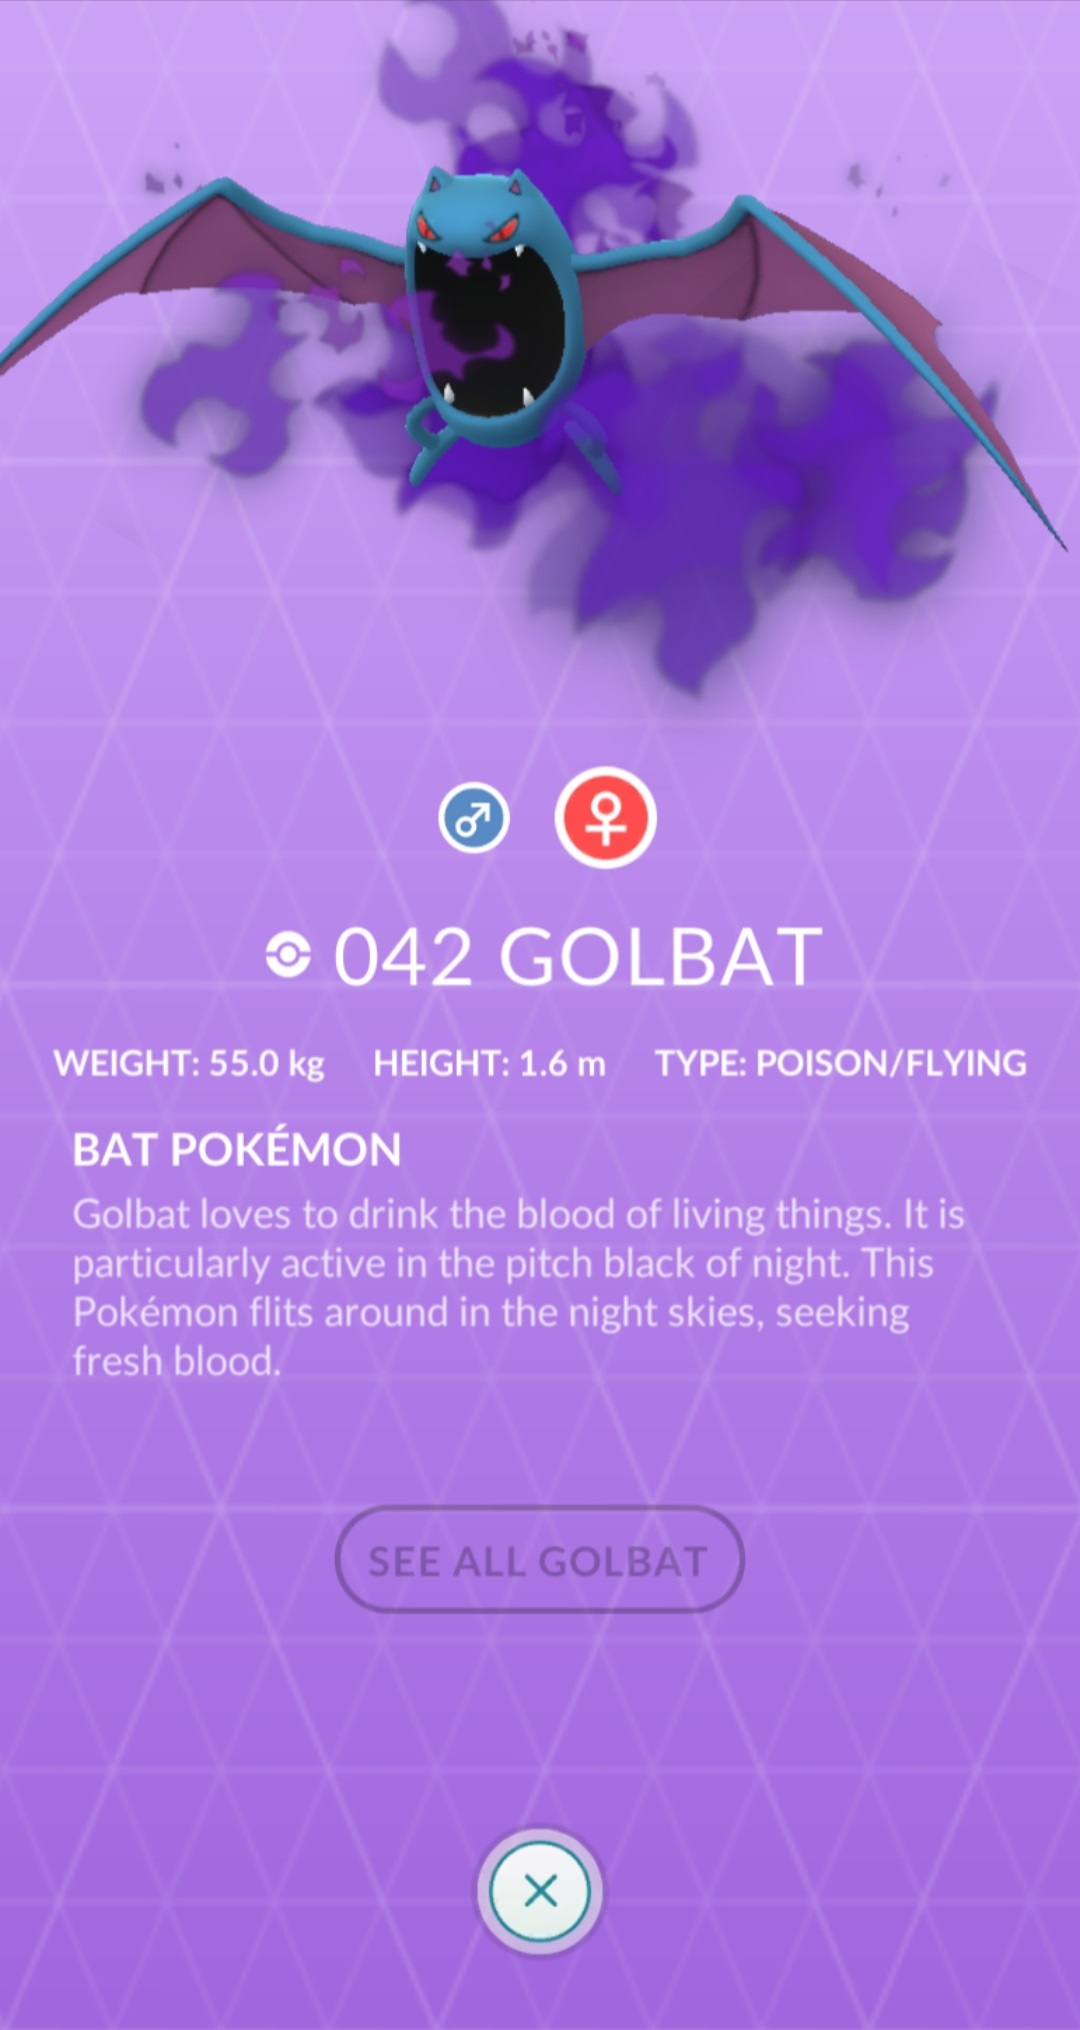 042 GOLBAT
WEIGHT: 55.0 kg HEIGHT: 1.6 m TYPE: POISON/FLYING
BAT POKÉMON
Golbat loves to drink the blood of living things. It is
particularly active in the pitch black of night. This
Pokémon flits around in the night skies, seeking
fresh blood.
SEE ALL GOLBAT